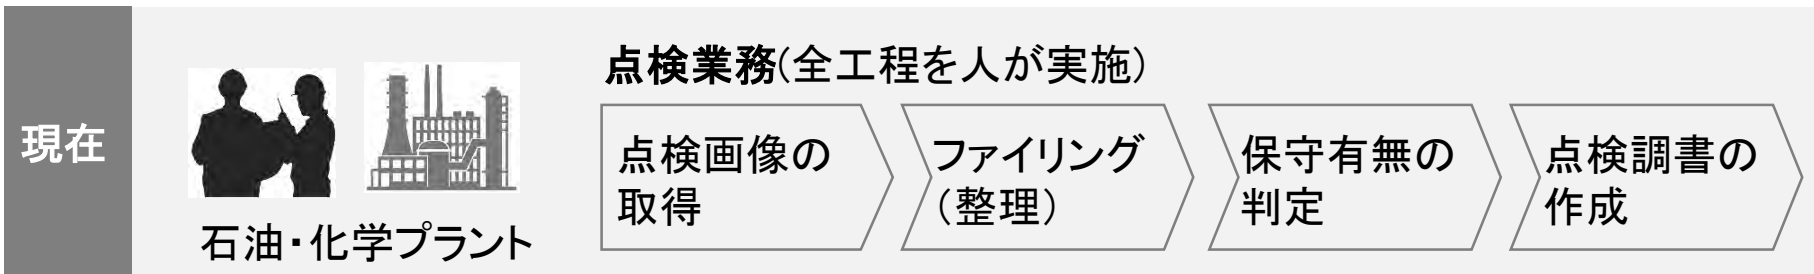 現在
石油・化学プラント
点検業務(全工程を人が実施)
点検画像の
取得
ファイリング
（整理）
保守有無の
判定
点検調書の
作成